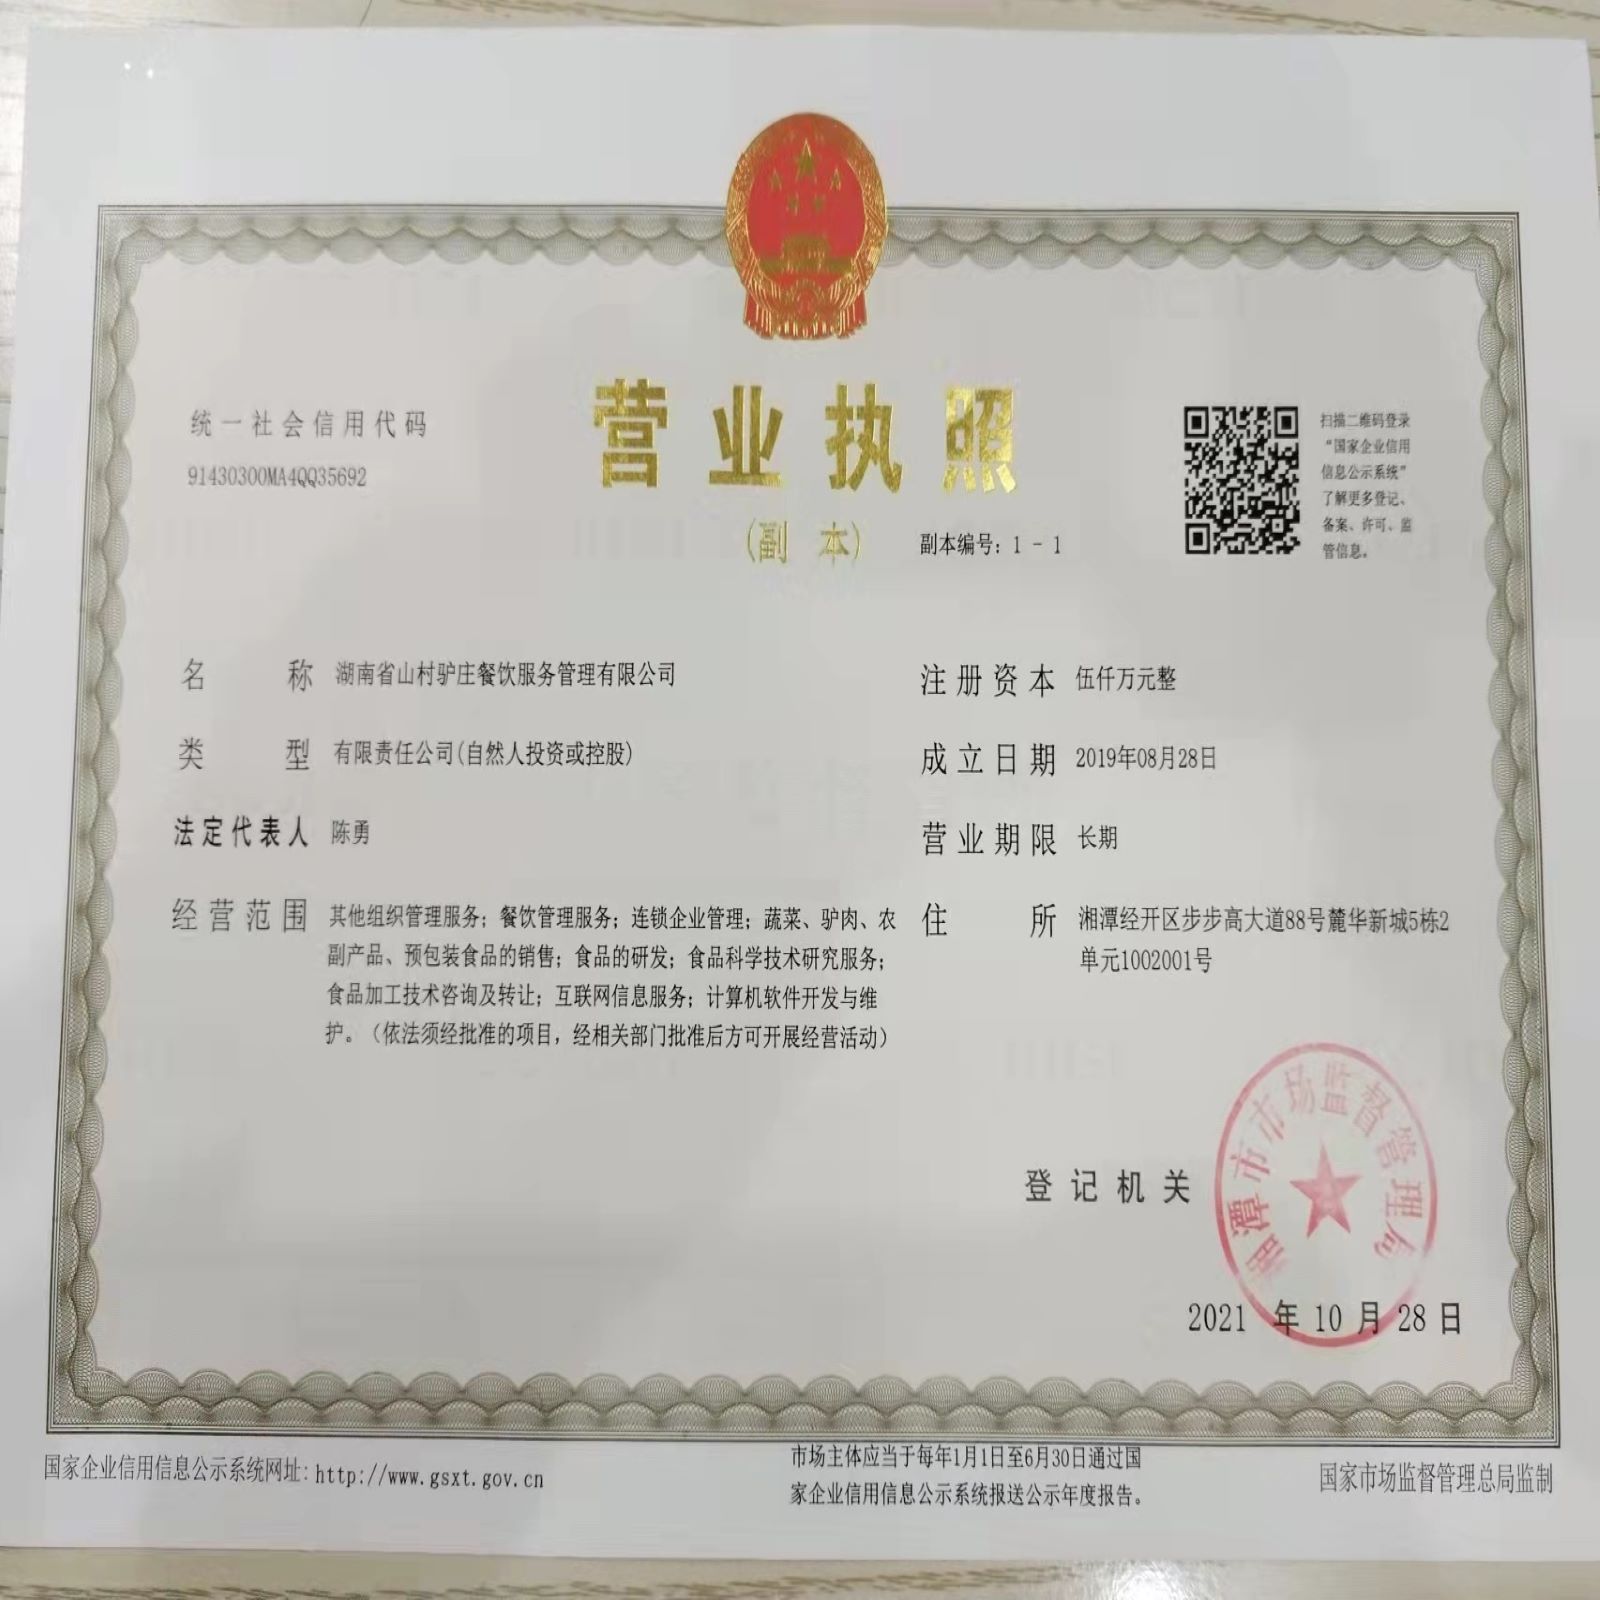 统一社会信用代码
91430300MA4QQ35692
营业执照
(副 本)
副本编号：1 - 1
扫描二维码登录
“国家企业信用
信息公示系统”
了解更多登记、
备案、许可、监
管信息。
名 称 湖南省山村驴庄餐饮服务管理有限公司
类 型 有限责任公司(自然人投资或控股)
法定代表人 陈勇
经营范围 其他组织管理服务；餐饮管理服务；连锁企业管理；蔬菜、驴肉、农
副产品、预包装食品的销售；食品的研发；食品科学技术研究服务；
食品加工技术咨询及转让；互联网信息服务；计算机软件开发与维
护。（依法须经批准的项目，经相关部门批准后方可开展经营活动）
注册资本 伍仟万元整
成立日期 2019年08月28日
营业期限 长期
住 所 湘潭经开区步步高大道88号麓华新城5栋2
单元1002001号
登记机关
湘潭市市场监督管理局
2021 年 10 月 28 日
国家企业信用信息公示系统网址：http://www.gsxt.gov.cn
市场主体应当于每年1月1日至6月30日通过国
家企业信用信息公示系统报送公示年度报告。
国家市场监督管理总局监制